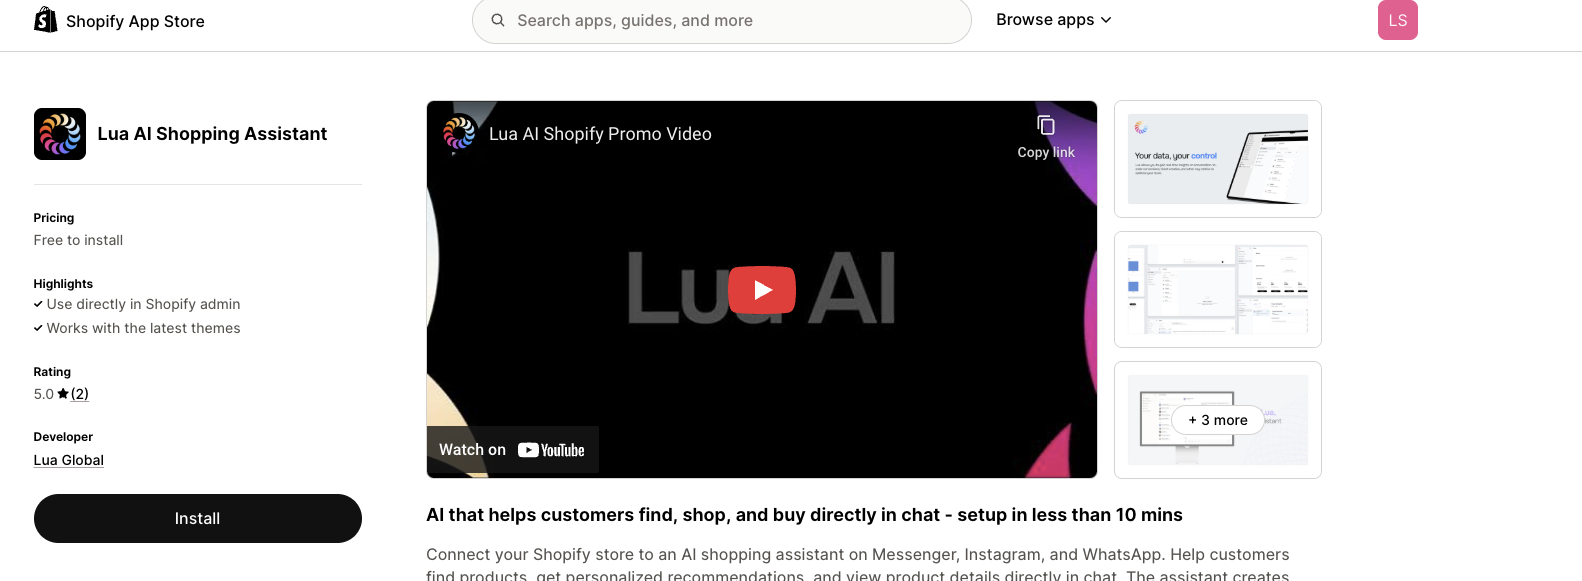 Shopify App Store
Search apps, guides, and more
Browse apps
LS
Lua AI Shopping Assistant
Pricing
Free to install
Highlights
Use directly in Shopify admin
Works with the latest themes
Rating
5.0 ★ (2)
Developer
Lua Global
Install
Lua AI Shopify Promo Video
Copy link
Lua AI
Watch on YouTube
Your data, your control
+ 3 more
AI that helps customers find, shop, and buy directly in chat - setup in less than 10 mins
Connect your Shopify store to an AI shopping assistant on Messenger, Instagram, and WhatsApp. Help customers
find products, get personalized recommendations, and view product details directly in chat. The assistant creates